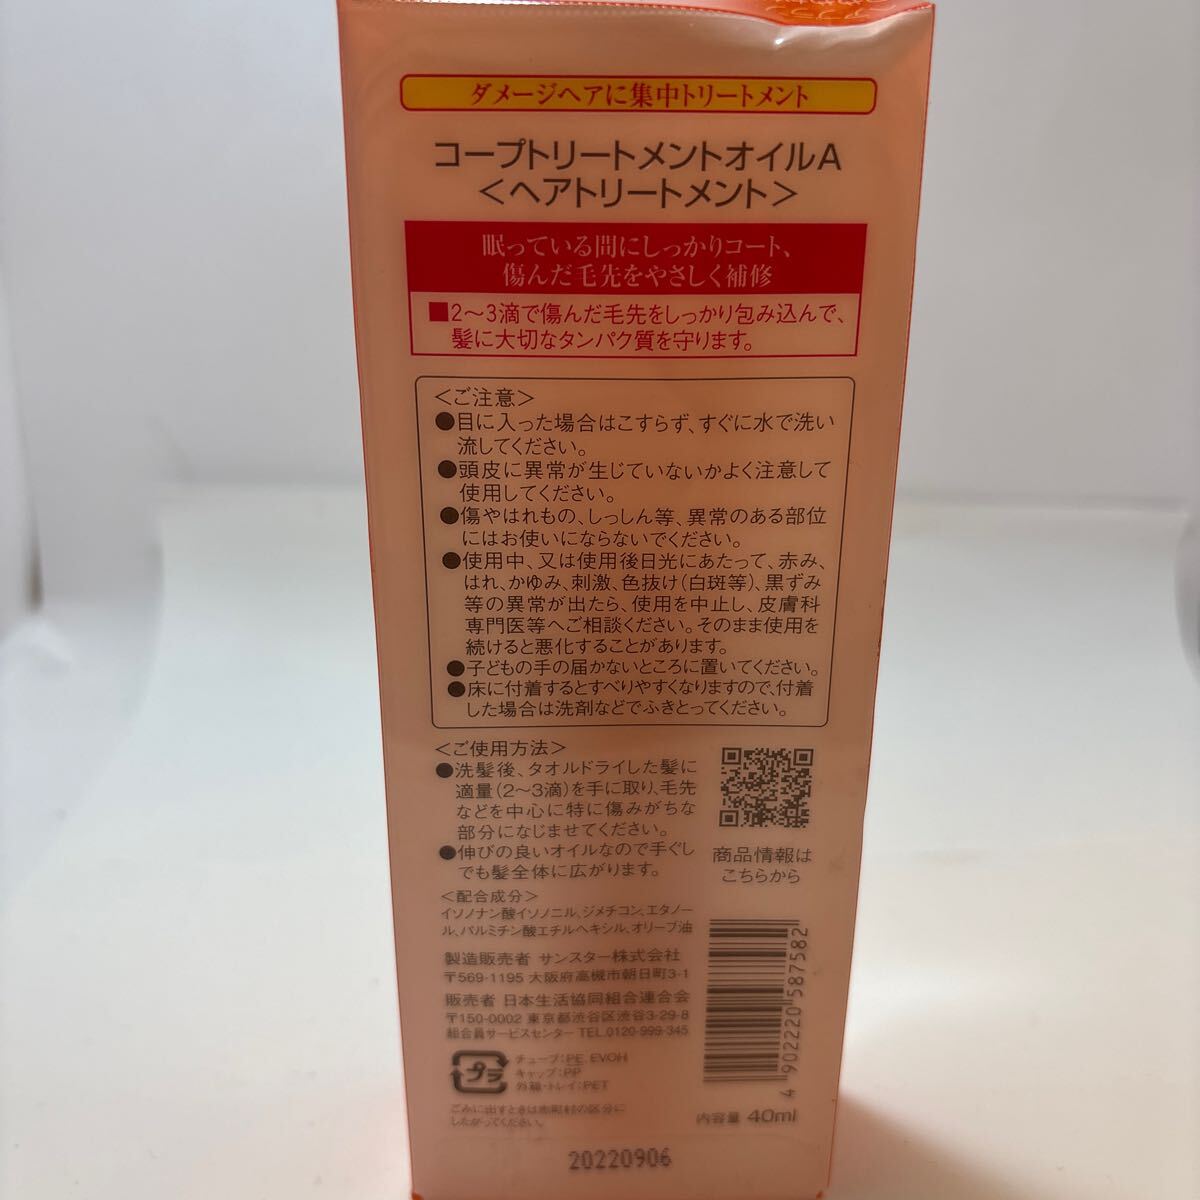 ダメージヘアに集中トリートメント
コープトリートメントオイルA
＜ヘアトリートメント＞
眠っている間にしっかりコート、
傷んだ毛先をやさしく補修
■2〜3滴で傷んだ毛先をしっかり包み込んで、
髪に大切なタンパク質を守ります。
＜ご注意＞
●目に入った場合はこすらず、すぐに水で洗い
流してください。
●頭皮に異常が生じていないかよく注意して
使用してください。
●傷やはれもの、しっしん等、異常のある部位
にはお使いにならないでください。
●使用中、又は使用後日光にあたって、赤み、
はれ、かゆみ、刺激、色抜け(白斑等)、黒ずみ
等の異常が出たら、使用を中止し、皮膚科
専門医等へご相談ください。そのまま使用を
続けると悪化することがあります。
●子どもの手の届かないところに置いてください。
●床に付着するとすべりやすくなりますので、付着
した場合は洗剤などでふきとってください。
＜ご使用方法＞
●洗髪後、タオルドライした髪に
適量(2〜3滴)を手に取り、毛先
などを中心に特に傷みがちな
部分になじませてください。
●伸びの良いオイルなので手ぐし
でも髪全体に広がります。
商品情報は
こちらから
＜配合成分＞
イソノナン酸イソノニル、ジメチコン、エタノー
ル、パルミチン酸エチルヘキシル、オリーブ油
製造販売者 サンスター株式会社
〒569-1195 大阪府高槻市朝日町3-1
販売者 日本生活協同組合連合会
〒150-0002 東京都渋谷区渋谷3-29-8
組合員サービスセンター TEL.0120-999-345
プラ
チューブ:PE,EVOH
キャップ:PP
外箱・トレイ:PET
ごみに出すときは市町村の区分に
したがってください。
4 902220 587582
内容量 40ml
20220906